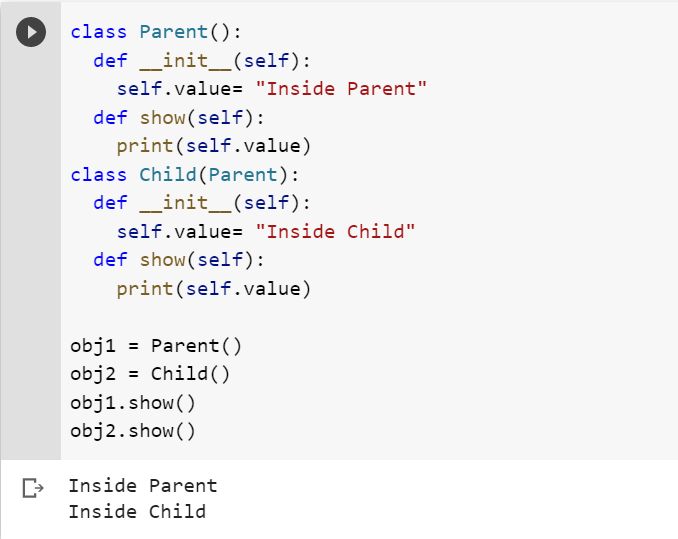 class Parent():
  def __init__(self):
    self.value= "Inside Parent"
  def show(self):
    print(self.value)
class Child(Parent):
  def __init__(self):
    self.value= "Inside Child"
  def show(self):
    print(self.value)

obj1 = Parent()
obj2 = Child()
obj1.show()
obj2.show()
Inside Parent
Inside Child